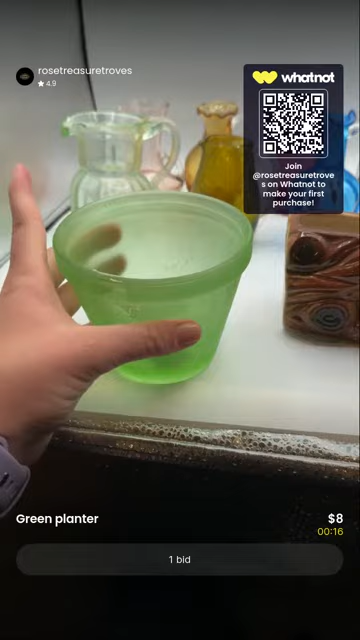 rosetreasuretroves
4.9
whatnot
Join
@rosetreasuretrove
s on Whatnot to
make your first
purchase!
Green planter
$8
00:16
1 bid